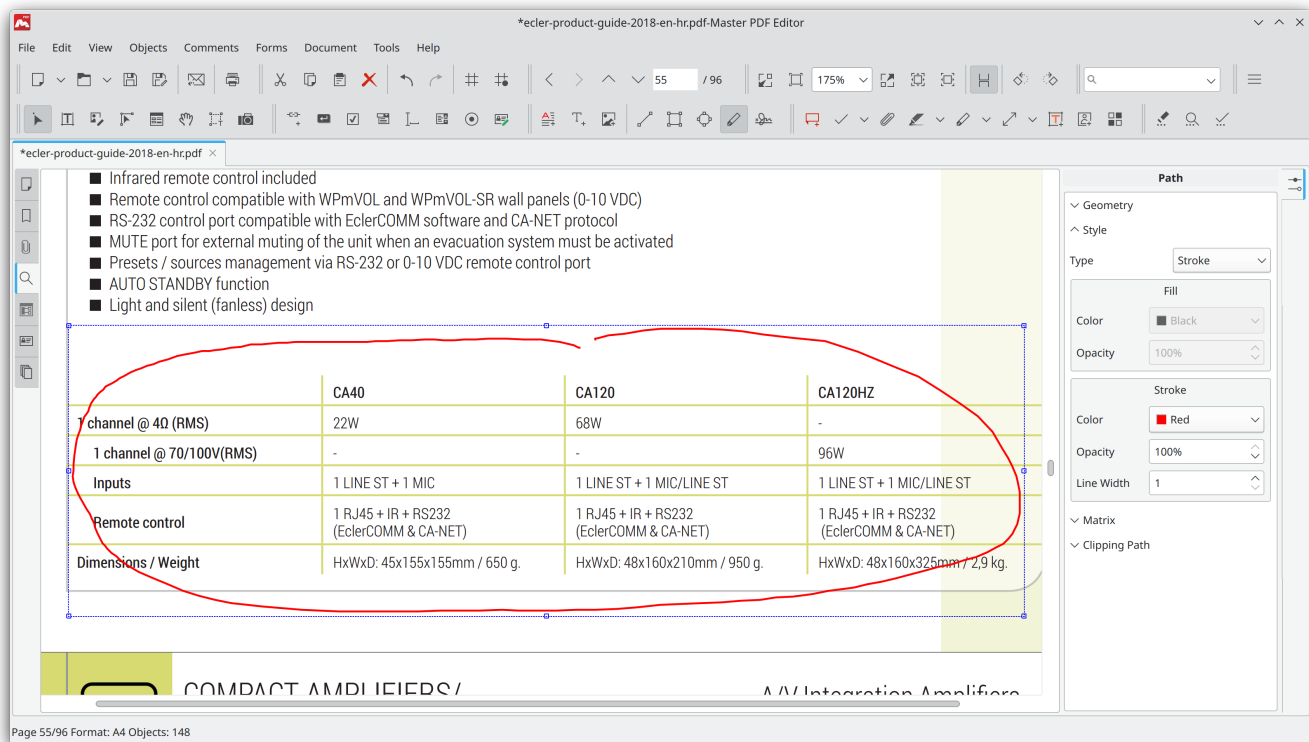 *ecler-product-guide-2018-en-hr.pdf-Master PDF Editor
File Edit View Objects Comments Forms Document Tools Help
55 / 96 175%
*ecler-product-guide-2018-en-hr.pdf
■ Infrared remote control included
■ Remote control compatible with WPmVOL and WPmVOL-SR wall panels (0-10 VDC)
■ RS-232 control port compatible with EclerCOMM software and CA-NET protocol
■ MUTE port for external muting of the unit when an evacuation system must be activated
■ Presets / sources management via RS-232 or 0-10 VDC remote control port
■ AUTO STANDBY function
■ Light and silent (fanless) design
CA40 CA120 CA120HZ
1 channel @ 4Ω (RMS) 22W 68W -
1 channel @ 70/100V(RMS) - - 96W
Inputs 1 LINE ST + 1 MIC 1 LINE ST + 1 MIC/LINE ST 1 LINE ST + 1 MIC/LINE ST
Remote control 1 RJ45 + IR + RS232 1 RJ45 + IR + RS232 1 RJ45 + IR + RS232
(EclerCOMM & CA-NET) (EclerCOMM & CA-NET) (EclerCOMM & CA-NET)
Dimensions / Weight HxWxD: 45x155x155mm / 650 g. HxWxD: 48x160x210mm / 950 g. HxWxD: 48x160x325mm / 2,9 kg.
COMPACT AMPLIFIERS/ A/V Integration Amplifiers
Path
Geometry
Style
Type Stroke
Fill
Color Black
Opacity 100%
Stroke
Color Red
Opacity 100%
Line Width 1
Matrix
Clipping Path
Page 55/96 Format: A4 Objects: 148